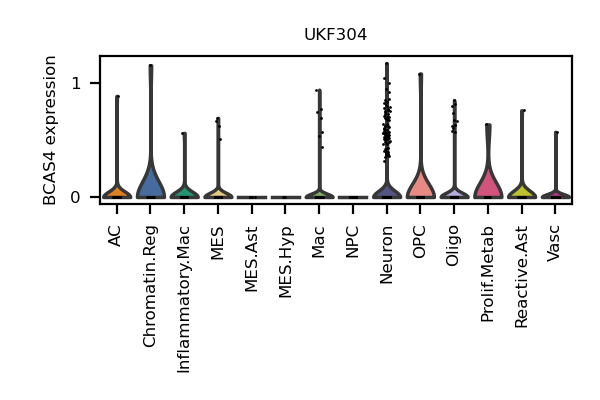 UKF304
BCAS4 expression
1
0
AC
Chromatin.Reg
Inflammatory.Mac
MES
MES.Ast
MES.Hyp
Mac
NPC
Neuron
OPC
Oligo
Prolif.Metab
Reactive.Ast
Vasc